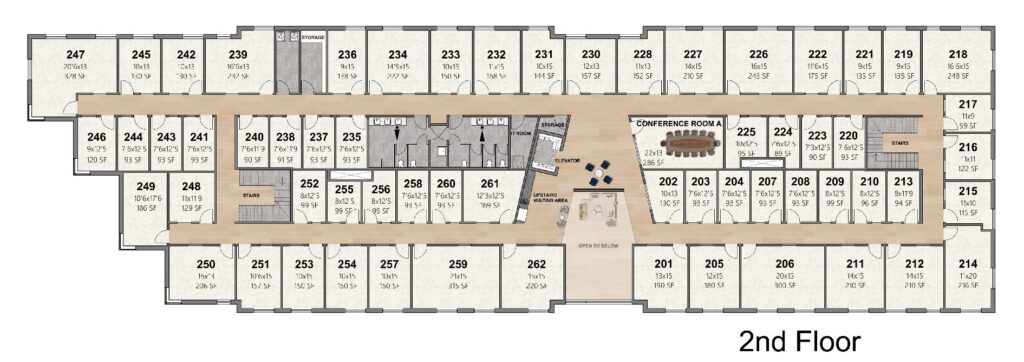 247
20'6x13
328 SF
245
10x13
130 SF
242
10x13
130 SF
239
16'6x13
232 SF
STORAGE
236
9x15
138 SF
234
14'9x15
222 SF
233
10x15
150 SF
232
11x15
168 SF
231
10x15
144 SF
230
12x13
157 SF
228
11x13
152 SF
227
14x15
210 SF
226
16x15
243 SF
222
11'6x15
175 SF
221
9x15
135 SF
219
9x15
135 SF
218
16'6x15
248 SF
217
11x9
99 SF
246
9x12'5
120 SF
244
7'6x12'5
93 SF
243
7'6x12'5
93 SF
241
7'6x12'5
93 SF
240
7'6x11'9
90 SF
238
7'6x11'9
91 SF
237
7'6x12'5
93 SF
235
7'6x12'5
93 SF
IT ROOM
STORAGE
ELEVATOR
CONFERENCE ROOM A
22x13
286 SF
225
10x12'5
95 SF
224
7'6x12'5
89 SF
223
7'3x12'5
90 SF
220
7'6x12'5
93 SF
STAIRS
216
11x11
122 SF
249
10'6x17'6
186 SF
248
11x11'9
129 SF
STAIRS
252
8x12'5
99 SF
255
8x12'5
99 SF
256
8x12'5
99 SF
258
7'6x12'5
93 SF
260
7'6x12'5
93 SF
261
12'3x12'5
169 SF
UPSTAIRS
WAITING AREA
202
10x13
130 SF
203
7'6x12'5
93 SF
204
7'6x12'5
93 SF
207
7'6x12'5
93 SF
208
7'6x12'5
93 SF
209
8x12'5
99 SF
210
8x12'5
96 SF
213
8x11'9
94 SF
215
11x10
115 SF
OPEN TO BELOW
250
16x13
206 SF
251
10'6x15
157 SF
253
10x15
150 SF
254
10x15
150 SF
257
10x15
150 SF
259
21x15
315 SF
262
15x15
220 SF
201
13x15
190 SF
205
12x15
180 SF
206
20x15
300 SF
211
14x15
210 SF
212
14x15
210 SF
214
11x20
216 SF
2nd Floor